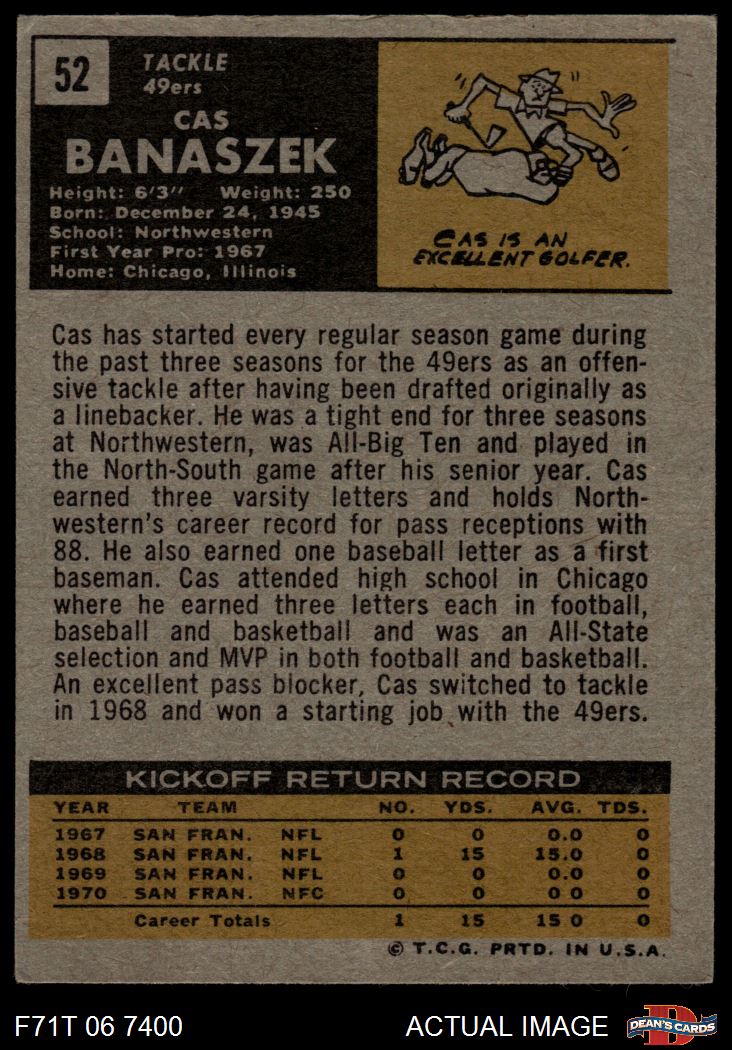 52
TACKLE
49ers
CAS
BANASZEK
Height: 6'3" Weight: 250
Born: December 24, 1945
School: Northwestern
First Year Pro: 1967
Home: Chicago, Illinois
CAS IS AN
EXCELLENT GOLFER.
Cas has started every regular season game during
the past three seasons for the 49ers as an offen-
sive tackle after having been drafted originally as
a linebacker. He was a tight end for three seasons
at Northwestern, was All-Big Ten and played in
the North-South game after his senior year. Cas
earned three varsity letters and holds North-
western's career record for pass receptions with
88. He also earned one baseball letter as a first
baseman. Cas attended high school in Chicago
where he earned three letters each in football,
baseball and basketball and was an All-State
selection and MVP in both football and basketball.
An excellent pass blocker, Cas switched to tackle
in 1968 and won a starting job with the 49ers.
KICKOFF RETURN RECORD
YEAR TEAM NO. YDS. AVG. TDS.
1967 SAN FRAN. NFL 0 0 0.0 0
1968 SAN FRAN. NFL 1 15 15.0 0
1969 SAN FRAN. NFL 0 0 0.0 0
1970 SAN FRAN. NFC 0 0 0 0 0
Career Totals 1 15 15 0 0
© T.C.G. PRTD. IN U.S.A.
F71T 06 7400 ACTUAL IMAGE D DEAN'S CARDS